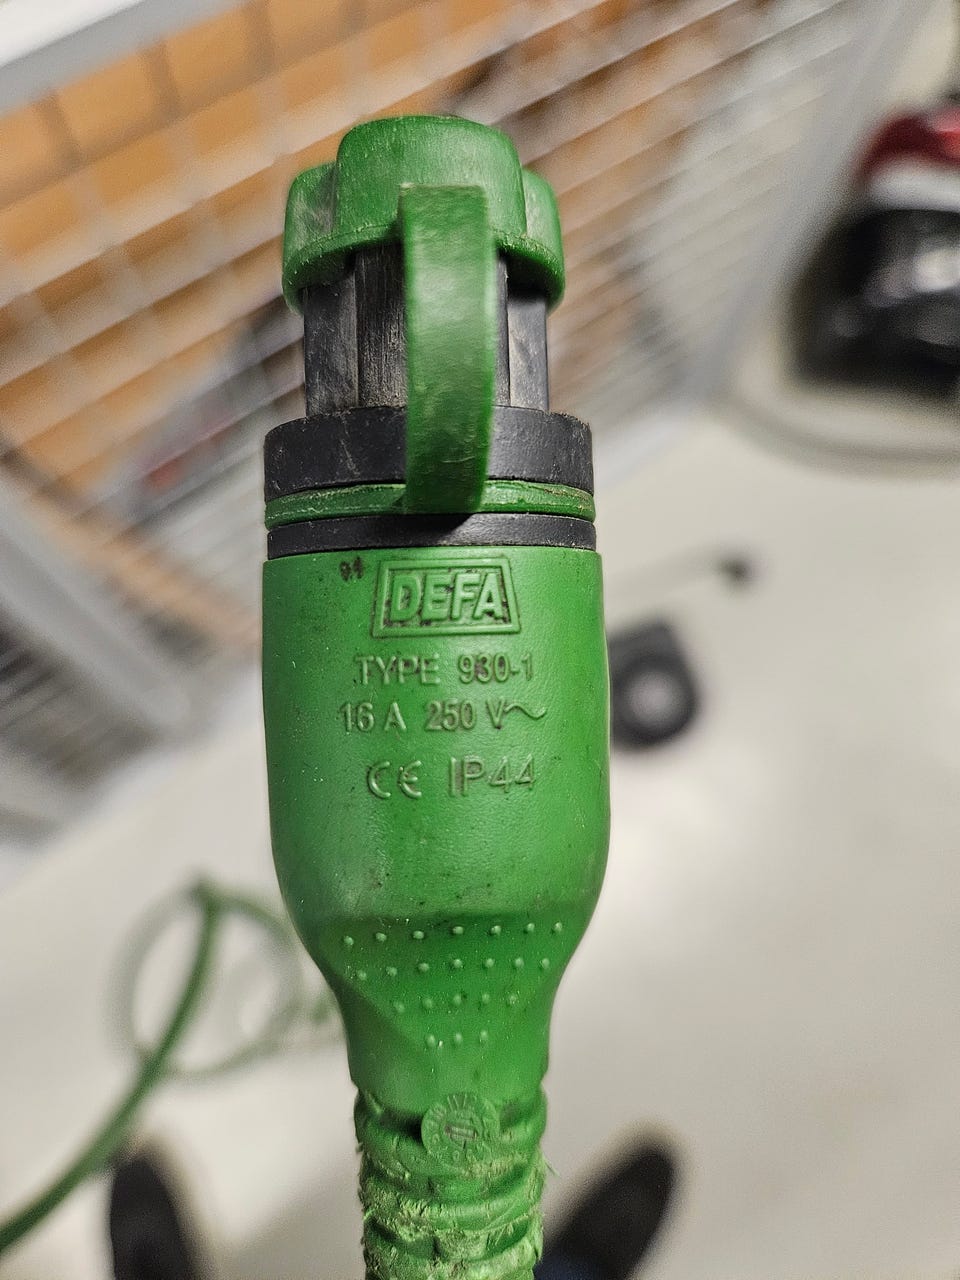 DEFA
TYPE 930-1
16 A 250 V~
CE IP44